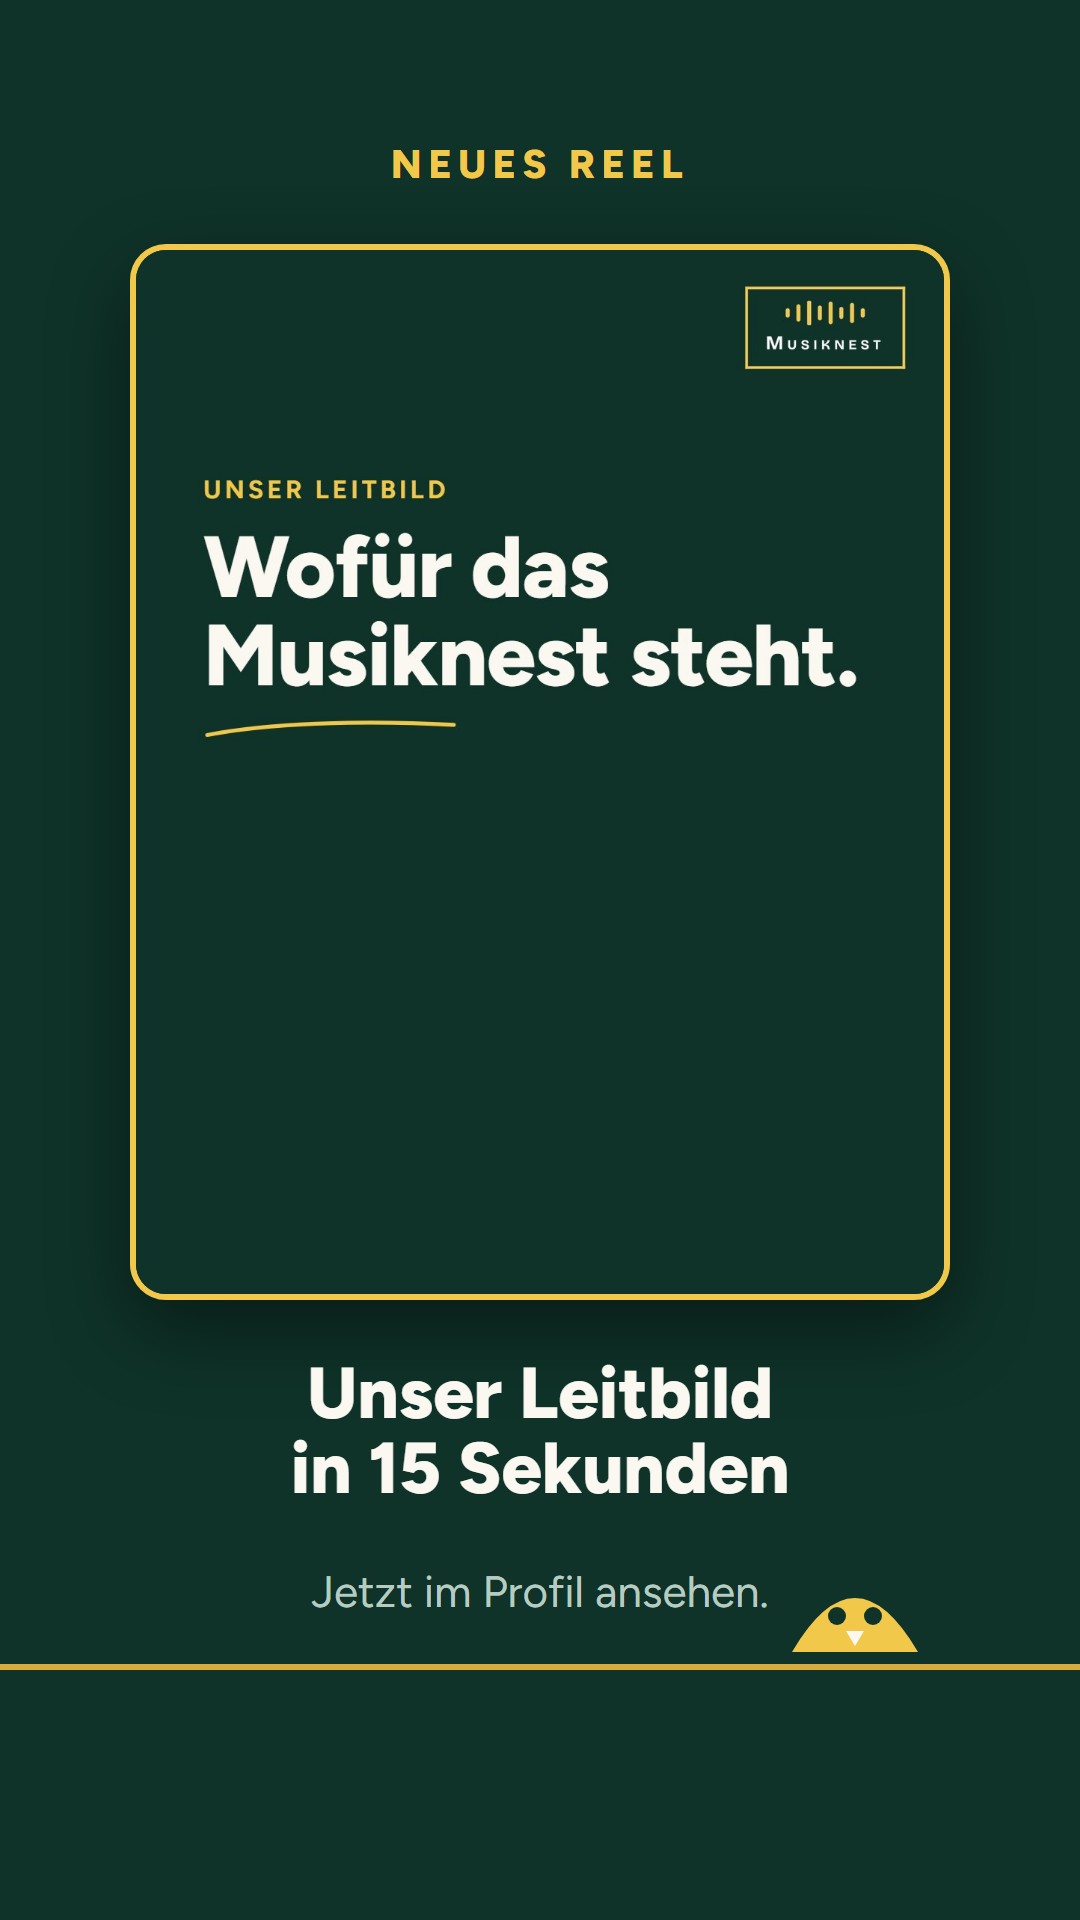 NEUES REEL
MUSIKNEST
UNSER LEITBILD
Wofür das
Musiknest steht.
Unser Leitbild
in 15 Sekunden
Jetzt im Profil ansehen.